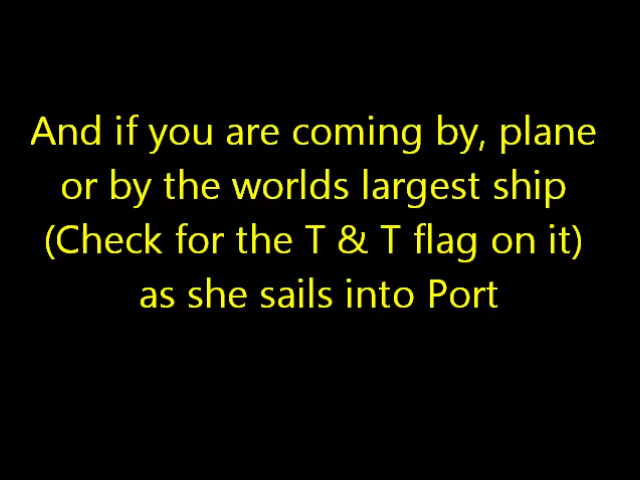 And if you are coming by, plane
or by the worlds largest ship
(Check for the T & T flag on it)
as she sails into Port